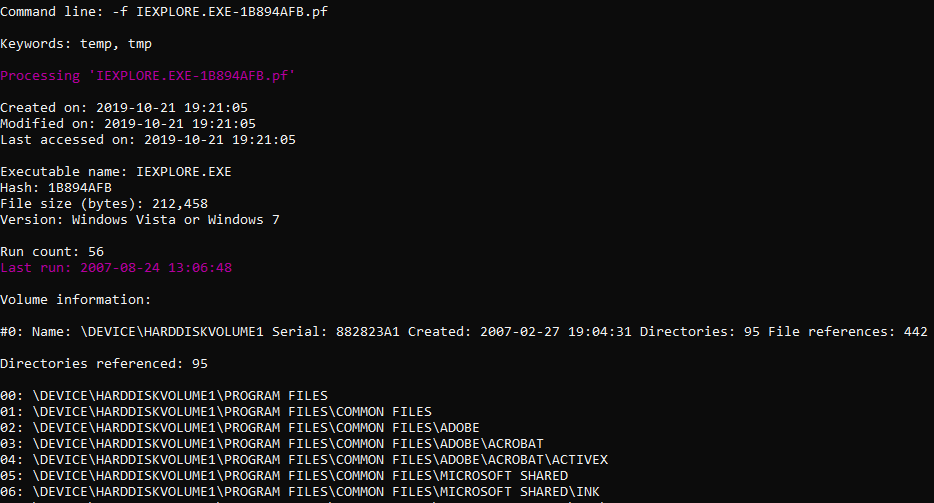 Command line: -f IEXPLORE.EXE-1B894AFB.pf
Keywords: temp, tmp
Processing 'IEXPLORE.EXE-1B894AFB.pf'
Created on: 2019-10-21 19:21:05
Modified on: 2019-10-21 19:21:05
Last accessed on: 2019-10-21 19:21:05
Executable name: IEXPLORE.EXE
Hash: 1B894AFB
File size (bytes): 212,458
Version: Windows Vista or Windows 7
Run count: 56
Last run: 2007-08-24 13:06:48
Volume information:
#0: Name: \DEVICE\HARDDISKVOLUME1 Serial: 882823A1 Created: 2007-02-27 19:04:31 Directories: 95 File references: 442
Directories referenced: 95
00: \DEVICE\HARDDISKVOLUME1\PROGRAM FILES
01: \DEVICE\HARDDISKVOLUME1\PROGRAM FILES\COMMON FILES
02: \DEVICE\HARDDISKVOLUME1\PROGRAM FILES\COMMON FILES\ADOBE
03: \DEVICE\HARDDISKVOLUME1\PROGRAM FILES\COMMON FILES\ADOBE\ACROBAT
04: \DEVICE\HARDDISKVOLUME1\PROGRAM FILES\COMMON FILES\ADOBE\ACROBAT\ACTIVEX
05: \DEVICE\HARDDISKVOLUME1\PROGRAM FILES\COMMON FILES\MICROSOFT SHARED
06: \DEVICE\HARDDISKVOLUME1\PROGRAM FILES\COMMON FILES\MICROSOFT SHARED\INK